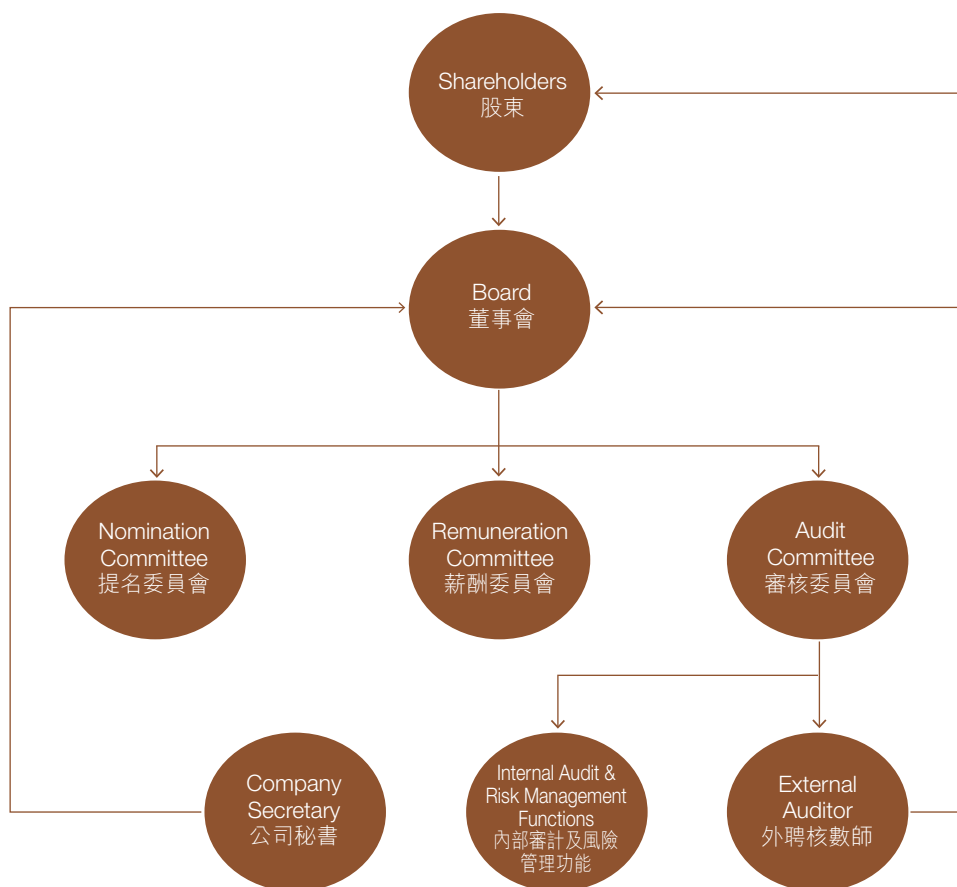 Shareholders
股東
Board
董事會
Nomination
Committee
提名委員會
Remuneration
Committee
薪酬委員會
Audit
Committee
審核委員會
Company
Secretary
公司秘書
Internal Audit &
Risk Management
Functions
內部審計及風險
管理功能
External
Auditor
外聘核數師